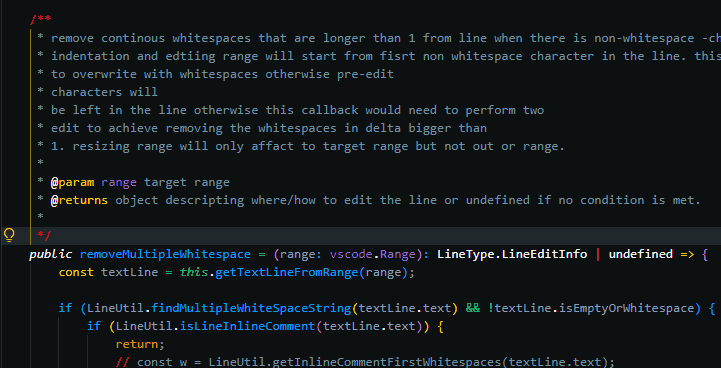 /**
* remove continous whitespaces that are longer than 1 from line when there is non-whitespace -ch
* indentation and edtiing range will start from fisrt non whitespace character in the line. this
* to overwrite with whitespaces otherwise pre-edit
* characters will
* be left in the line otherwise this callback would need to perform two
* edit to achieve removing the whitespaces in delta bigger than
* 1. resizing range will only affact to target range but not out or range.
*
* @param range target range
* @returns object descripting where/how to edit the line or undefined if no condition is met.
*
*/
public removeMultipleWhitespace = (range: vscode.Range): LineType.LineEditInfo | undefined => {
const textLine = this.getTextLineFromRange(range);
if (LineUtil.findMultipleWhiteSpaceString(textLine.text) && !textLine.isEmptyOrWhitespace) {
if (LineUtil.isLineInlineComment(textLine.text)) {
return;
// const w = LineUtil.getInlineCommentFirstWhitespaces(textLine.text);